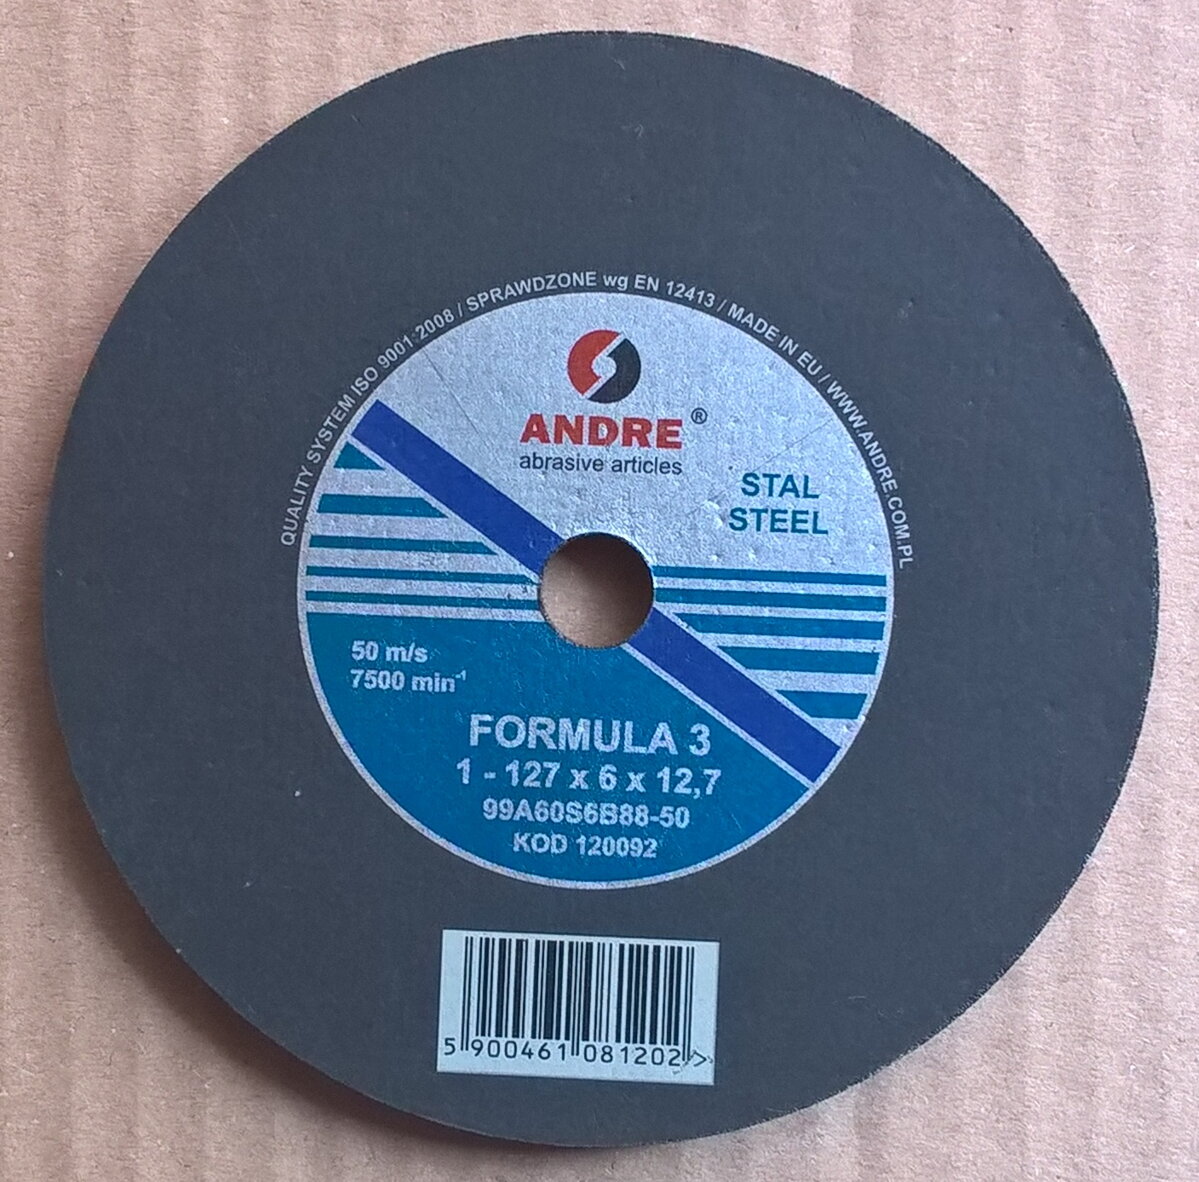 QUALITY SYSTEM ISO 9001-2008 / SPRAWDZONE wg EN 12413 / MADE IN EU / WWW.ANDRE.COM.PL
ANDRE®
abrasive articles
STAL
STEEL
50 m/s
7500 min⁻¹
FORMULA 3
1 - 127 x 6 x 12,7
99A60S6B88-50
KOD 120092
5 900461 081202 >